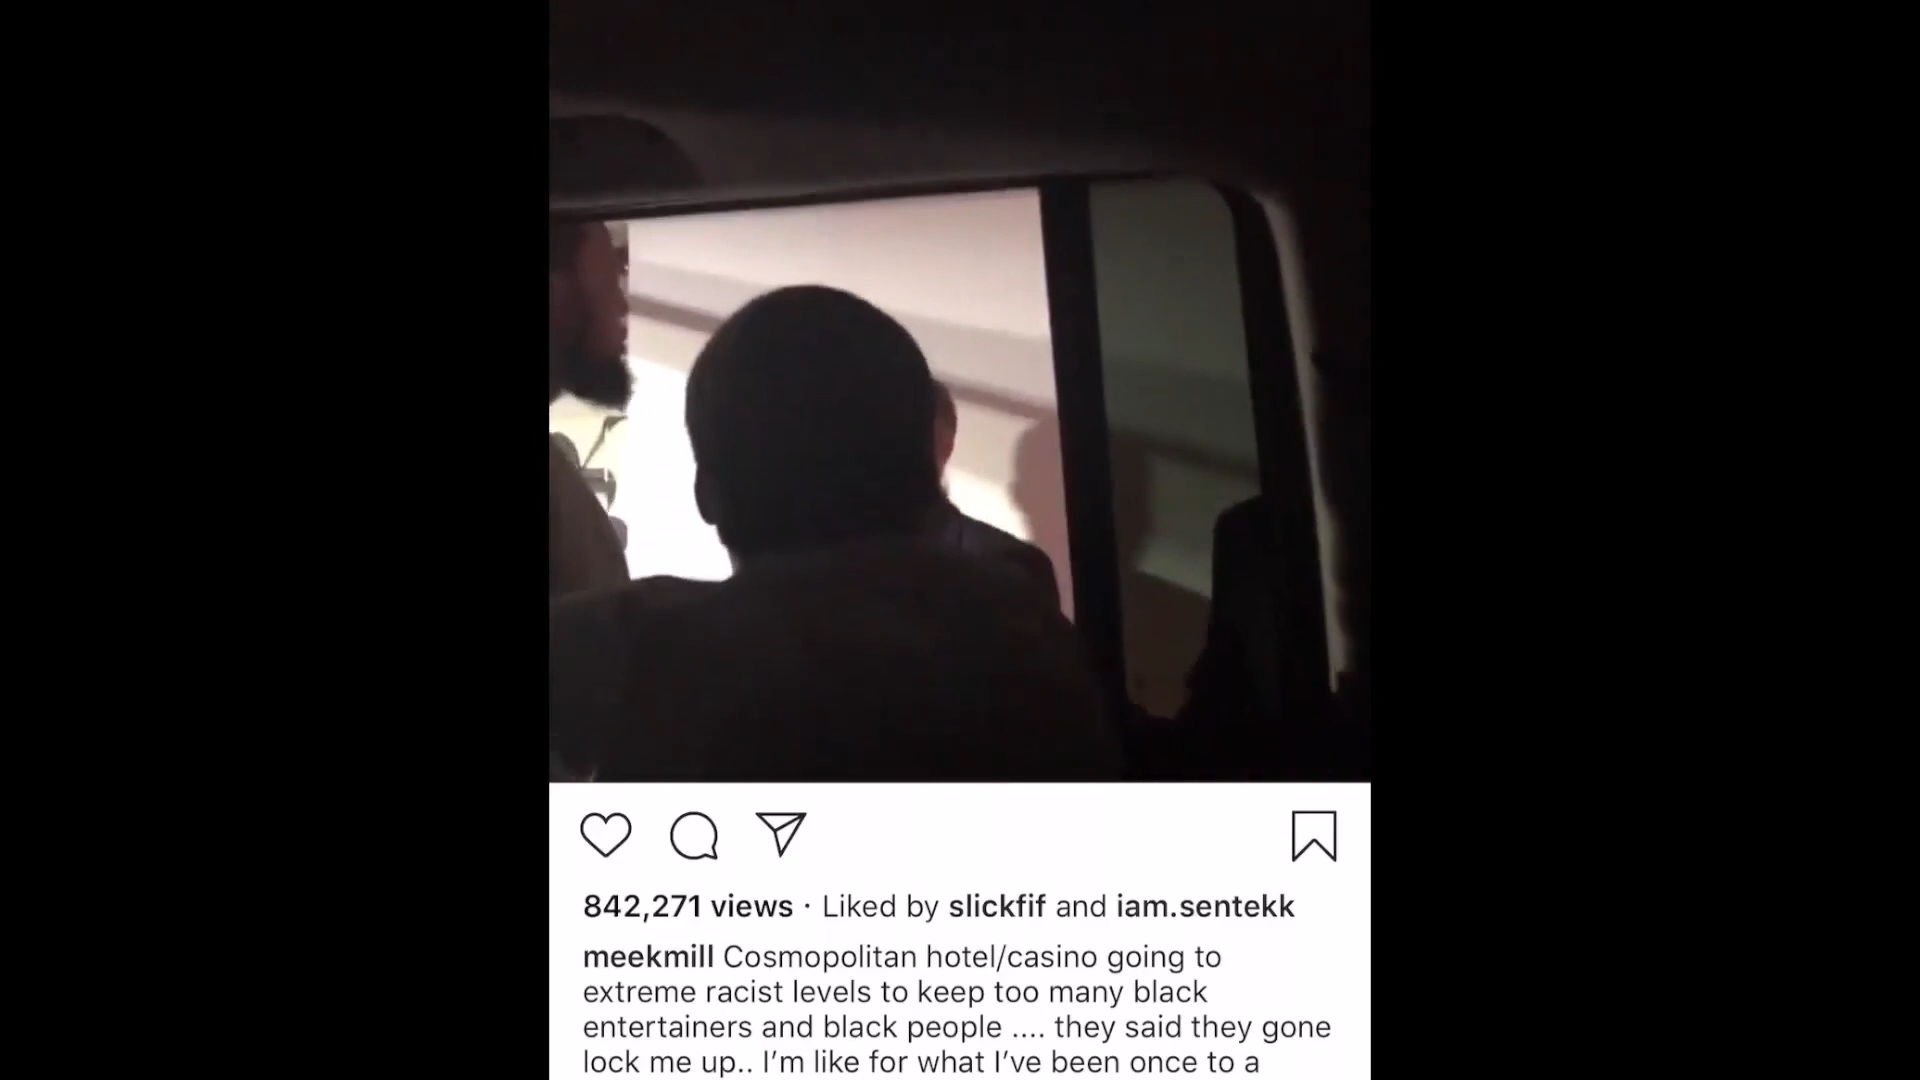 842,271 views · Liked by slickfif and iam.sentekk
meekmill Cosmopolitan hotel/casino going to
extreme racist levels to keep too many black
entertainers and black people .... they said they gone
lock me up.. I’m like for what I’ve been once to a